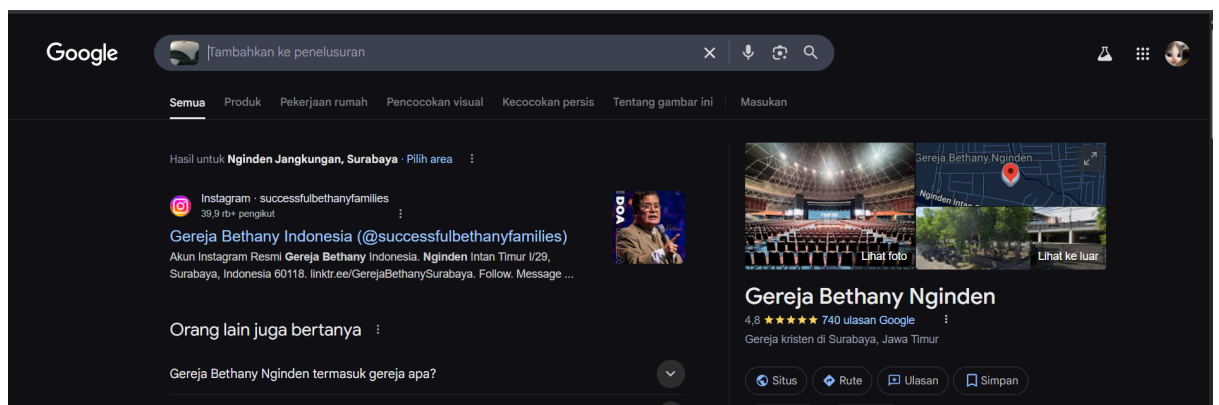 Google
Tambahkan ke penelusuran
Semua Produk Pekerjaan rumah Pencocokan visual Kecocokan persis Tentang gambar ini Masukan
Hasil untuk Nginden Jangkungan, Surabaya · Pilih area
Instagram · successfulbethanyfamilies
39,9 rb+ pengikut
Gereja Bethany Indonesia (@successfulbethanyfamilies)
Akun Instagram Resmi Gereja Bethany Indonesia. Nginden Intan Timur I/29,
Surabaya, Indonesia 60118. linktr.ee/GerejaBethanySurabaya. Follow. Message ...
DOA
Orang lain juga bertanya
Gereja Bethany Nginden termasuk gereja apa?
Lihat foto
Gereja Bethany Nginden
Nginden Intan
Lihat ke luar
Gereja Bethany Nginden
4,8 ★★★★★ 740 ulasan Google
Gereja kristen di Surabaya, Jawa Timur
Situs Rute Ulasan Simpan